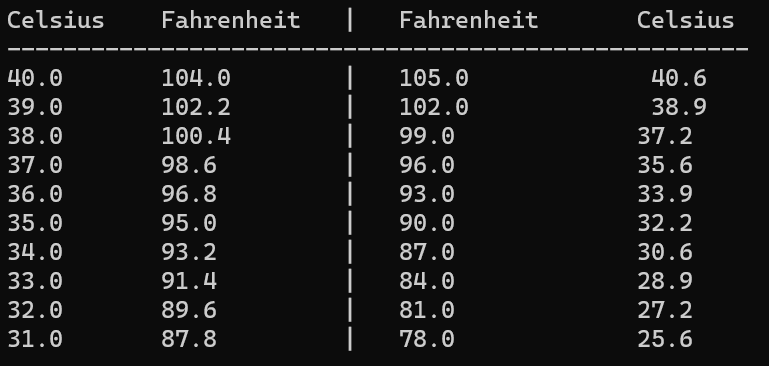 Celsius    Fahrenheit   |   Fahrenheit       Celsius
-----------------------------------------------------
40.0       104.0        |   105.0             40.6
39.0       102.2        |   102.0             38.9
38.0       100.4        |   99.0             37.2
37.0       98.6         |   96.0             35.6
36.0       96.8         |   93.0             33.9
35.0       95.0         |   90.0             32.2
34.0       93.2         |   87.0             30.6
33.0       91.4         |   84.0             28.9
32.0       89.6         |   81.0             27.2
31.0       87.8         |   78.0             25.6